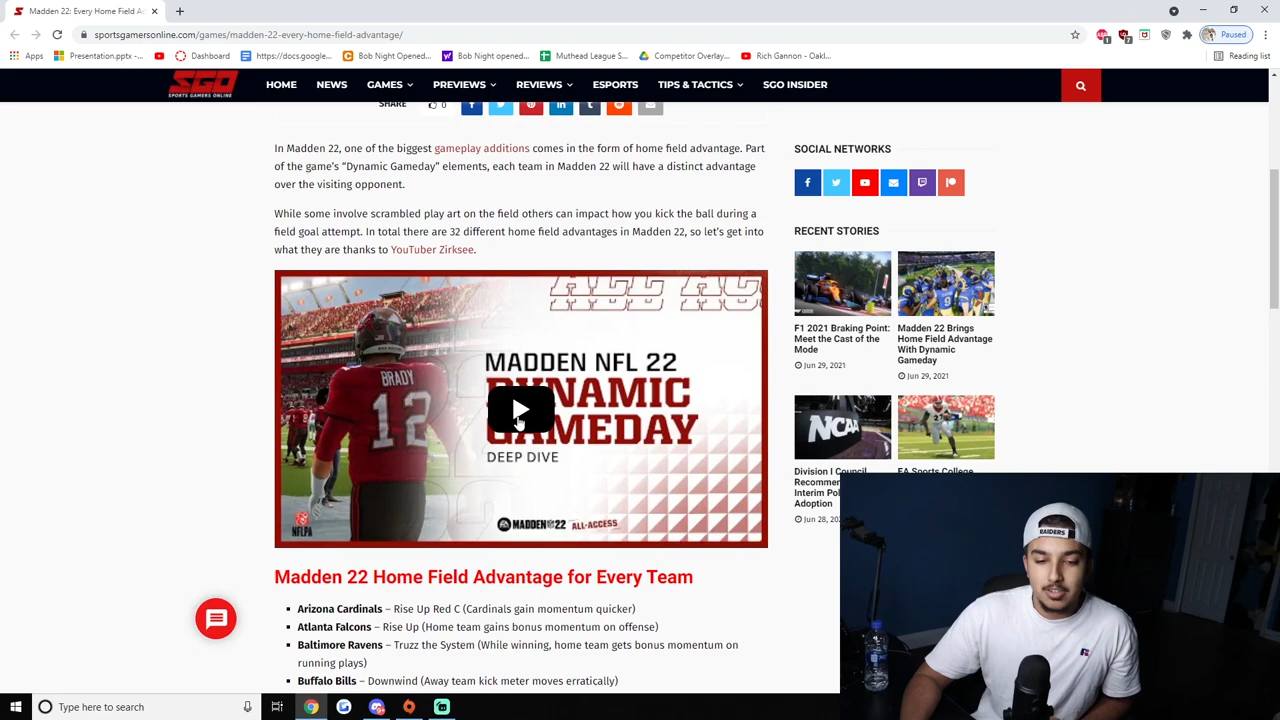 Madden 22: Every Home Field Ad
sportsgamersonline.com/games/madden-22-every-home-field-advantage/
Paused
Apps
Presentation.pptx -...
Dashboard
https://docs.google...
Bob Night Opened...
Bob Night opened...
Muthead League S...
Competitor Overlay...
Rich Gannon - Oakl...
Reading list
SGO
SPORTS GAMERS ONLINE
HOME
NEWS
GAMES
PREVIEWS
REVIEWS
ESPORTS
TIPS & TACTICS
SGO INSIDER
SHARE
0
In Madden 22, one of the biggest gameplay additions comes in the form of home field advantage. Part
of the game's “Dynamic Gameday” elements, each team in Madden 22 will have a distinct advantage
over the visiting opponent.
While some involve scrambled play art on the field others can impact how you kick the ball during a
field goal attempt. In total there are 32 different home field advantages in Madden 22, so let's get into
what they are thanks to YouTuber Zirksee.
BRADY
12
MADDEN NFL 22
DYNAMIC
GAMEDAY
DEEP DIVE
NFLPA
MADDEN 22
ALL-ACCESS
Madden 22 Home Field Advantage for Every Team
Arizona Cardinals – Rise Up Red C (Cardinals gain momentum quicker)
Atlanta Falcons – Rise Up (Home team gains bonus momentum on offense)
Baltimore Ravens – Truzz the System (While winning, home team gets bonus momentum on
running plays)
Buffalo Bills – Downwind (Away team kick meter moves erratically)
SOCIAL NETWORKS
RECENT STORIES
F1 2021 Braking Point:
Meet the Cast of the
Mode
Jun 29, 2021
Madden 22 Brings
Home Field Advantage
With Dynamic
Gameday
Jun 29, 2021
NCAA
Division I Council
Interim
Adoption
Jun 28,
EA Sports College
RAIDERS
Type here to search